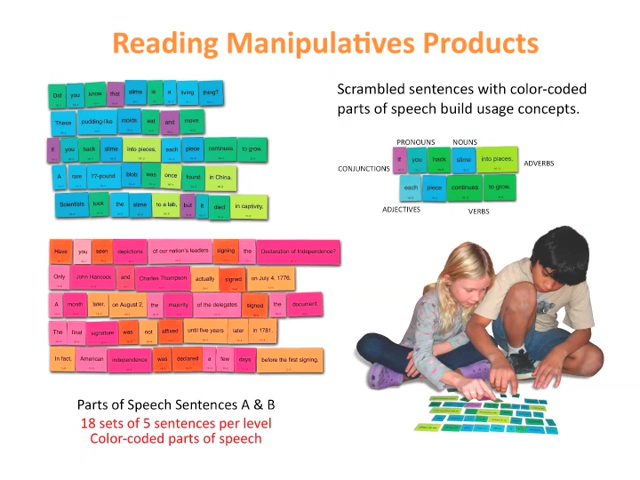 Reading Manipulatives Products
Did you know that slime is a living thing?
These pudding-like molds eat and move
If you hack slime into pieces, each piece continues to grow.
A rare 77-pound blob was once found in China.
Scientists took the slime to a lab, but it died in captivity.
Scrambled sentences with color-coded
parts of speech build usage concepts.
PRONOUNS NOUNS
If you hack slime into pieces,
CONJUNCTIONS ADVERBS
each piece continues to grow.
ADJECTIVES VERBS
Have you seen depictions of our nation's leaders signing the Declaration of Independence?
Only John Hancock and Charles Thompson actually signed on July 4, 1776.
A month later, on August 2, the majority of the delegates signed the document.
The final signature was not affixed until five years later in 1781.
In fact, American independence was declared a few days before the first signing.
Parts of Speech Sentences A & B
18 sets of 5 sentences per level
Color-coded parts of speech